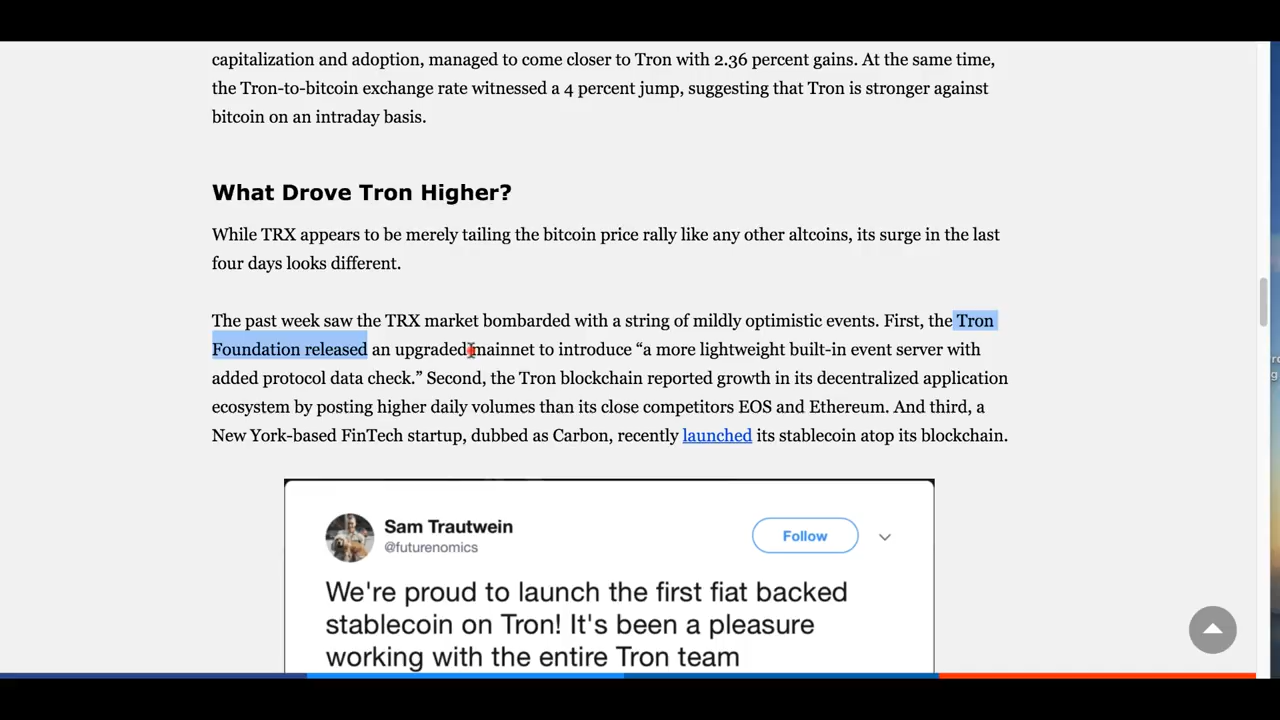 capitalization and adoption, managed to come closer to Tron with 2.36 percent gains. At the same time,
the Tron-to-bitcoin exchange rate witnessed a 4 percent jump, suggesting that Tron is stronger against
bitcoin on an intraday basis.
What Drove Tron Higher?
While TRX appears to be merely tailing the bitcoin price rally like any other altcoins, its surge in the last
four days looks different.
The past week saw the TRX market bombarded with a string of mildly optimistic events. First, the Tron
Foundation released an upgraded mainnet to introduce “a more lightweight built-in event server with
added protocol data check.” Second, the Tron blockchain reported growth in its decentralized application
ecosystem by posting higher daily volumes than its close competitors EOS and Ethereum. And third, a
New York-based FinTech startup, dubbed as Carbon, recently launched its stablecoin atop its blockchain.
Sam Trautwein
@futurenomics
Follow
We're proud to launch the first fiat backed
stablecoin on Tron! It's been a pleasure
working with the entire Tron team